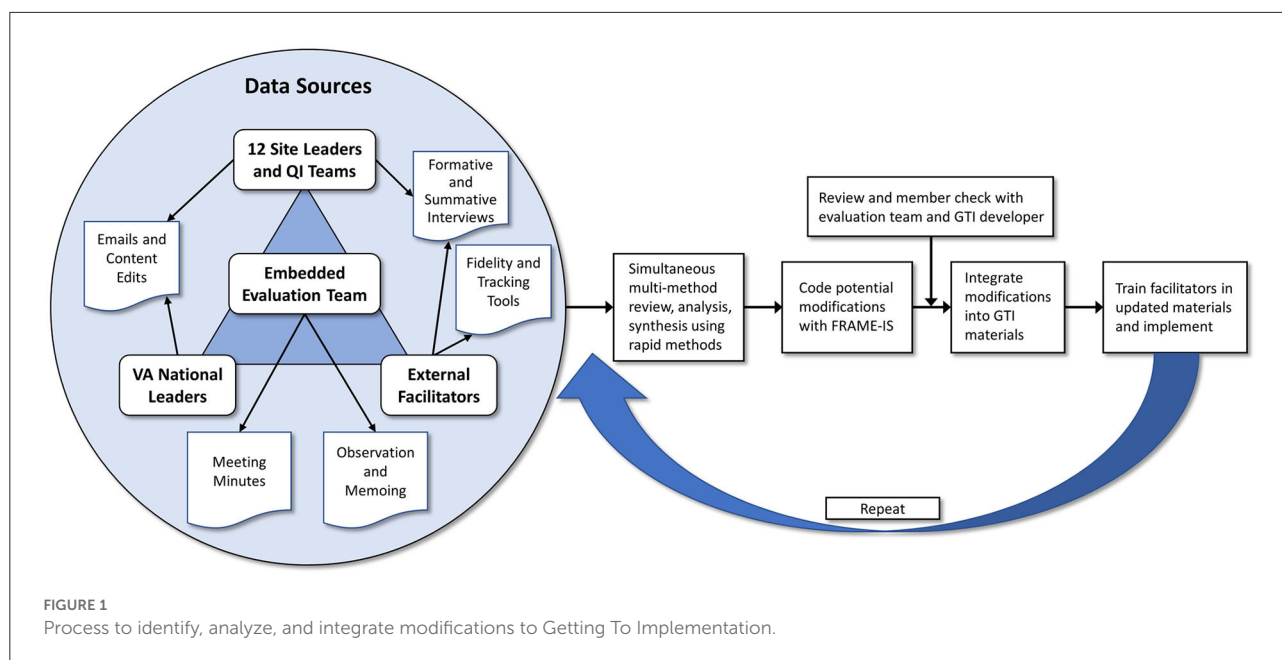 Data Sources
12 Site Leaders
and QI Teams
Formative
and
Summative
Interviews
Emails and
Content
Edits
Embedded
Evaluation Team
Fidelity and
Tracking
Tools
VA National
Leaders
External
Facilitators
Meeting
Minutes
Observation
and
Memoing
Simultaneous
multi-method
review, analysis,
synthesis using
rapid methods
Code potential
modifications
with FRAME-IS
Review and member check with
evaluation team and GTI developer
Integrate
modifications
into GTI
materials
Train facilitators in
updated materials
and implement
Repeat
FIGURE 1
Process to identify, analyze, and integrate modifications to Getting To Implementation.